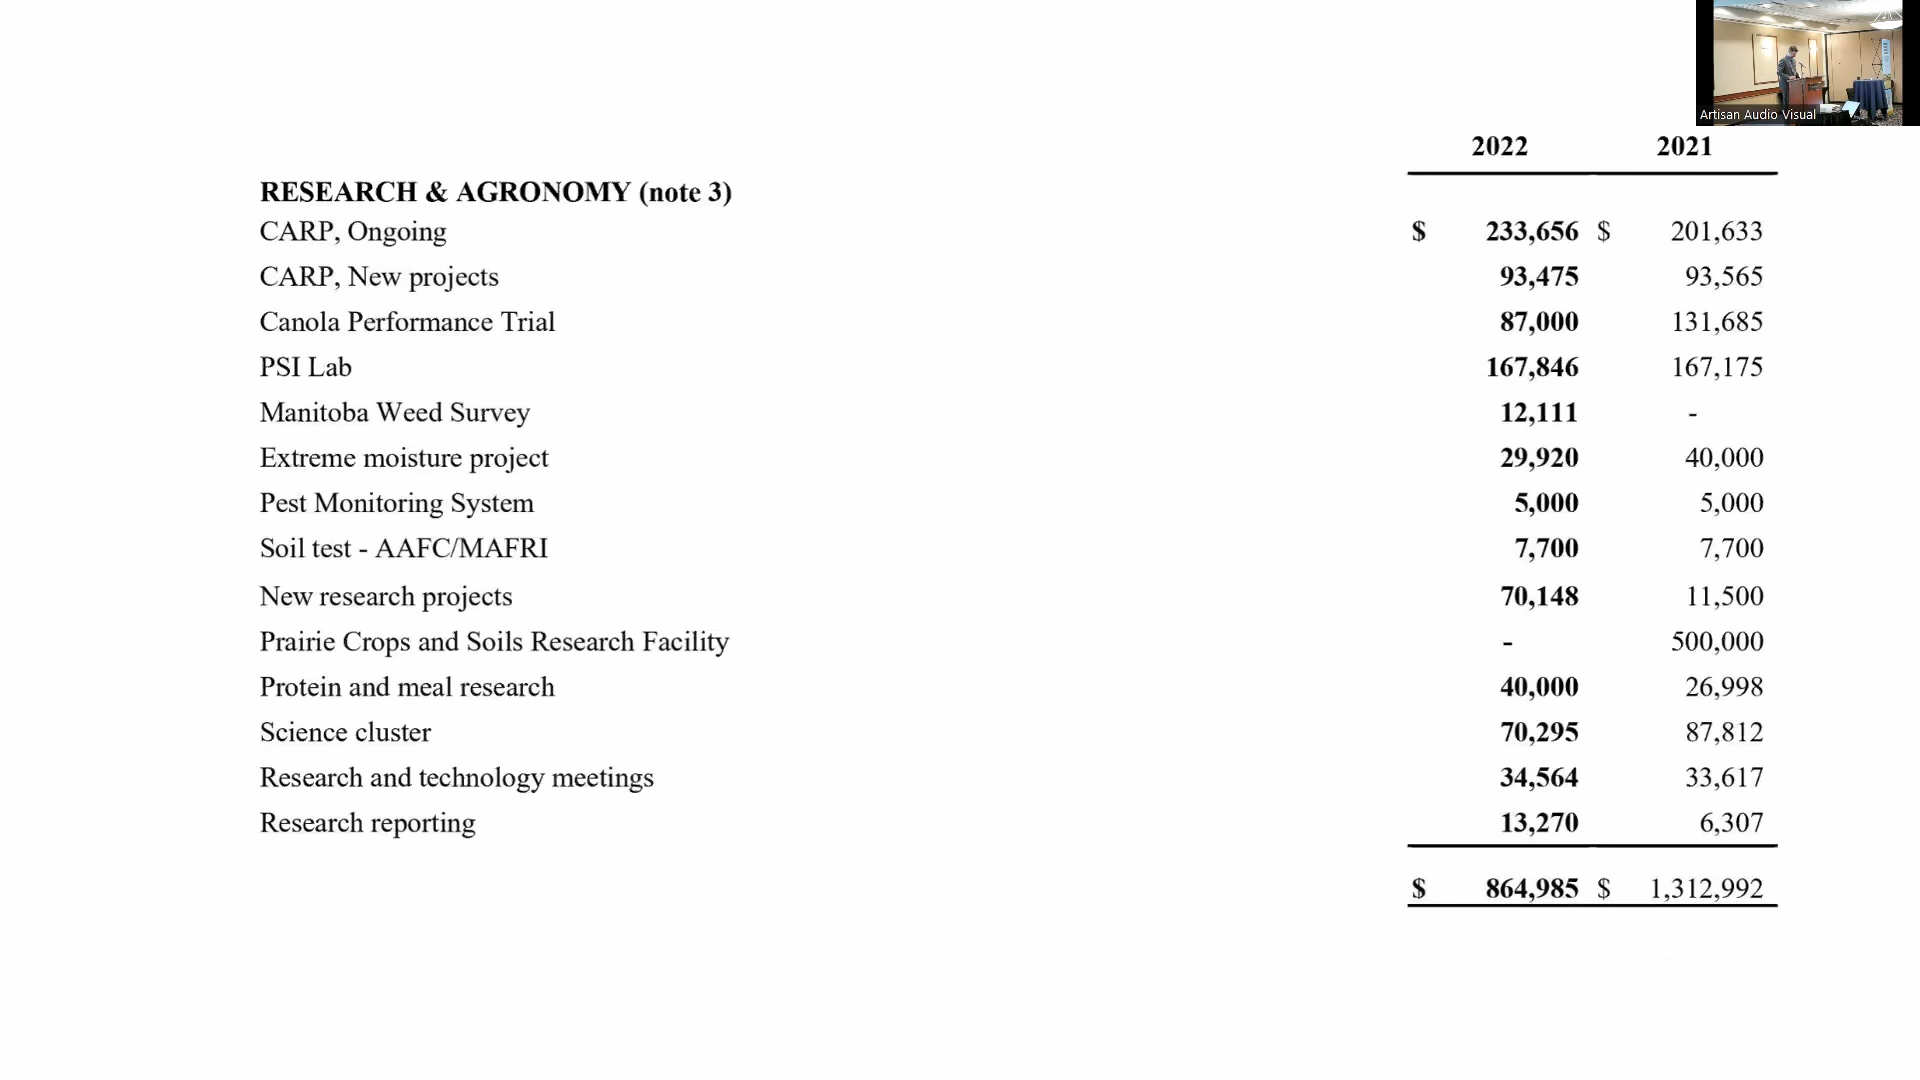 Artisan Audio Visual
2022 2021
RESEARCH & AGRONOMY (note 3)
CARP, Ongoing $ 233,656 $ 201,633
CARP, New projects 93,475 93,565
Canola Performance Trial 87,000 131,685
PSI Lab 167,846 167,175
Manitoba Weed Survey 12,111 -
Extreme moisture project 29,920 40,000
Pest Monitoring System 5,000 5,000
Soil test - AAFC/MAFRI 7,700 7,700
New research projects 70,148 11,500
Prairie Crops and Soils Research Facility - 500,000
Protein and meal research 40,000 26,998
Science cluster 70,295 87,812
Research and technology meetings 34,564 33,617
Research reporting 13,270 6,307
$ 864,985 $ 1,312,992